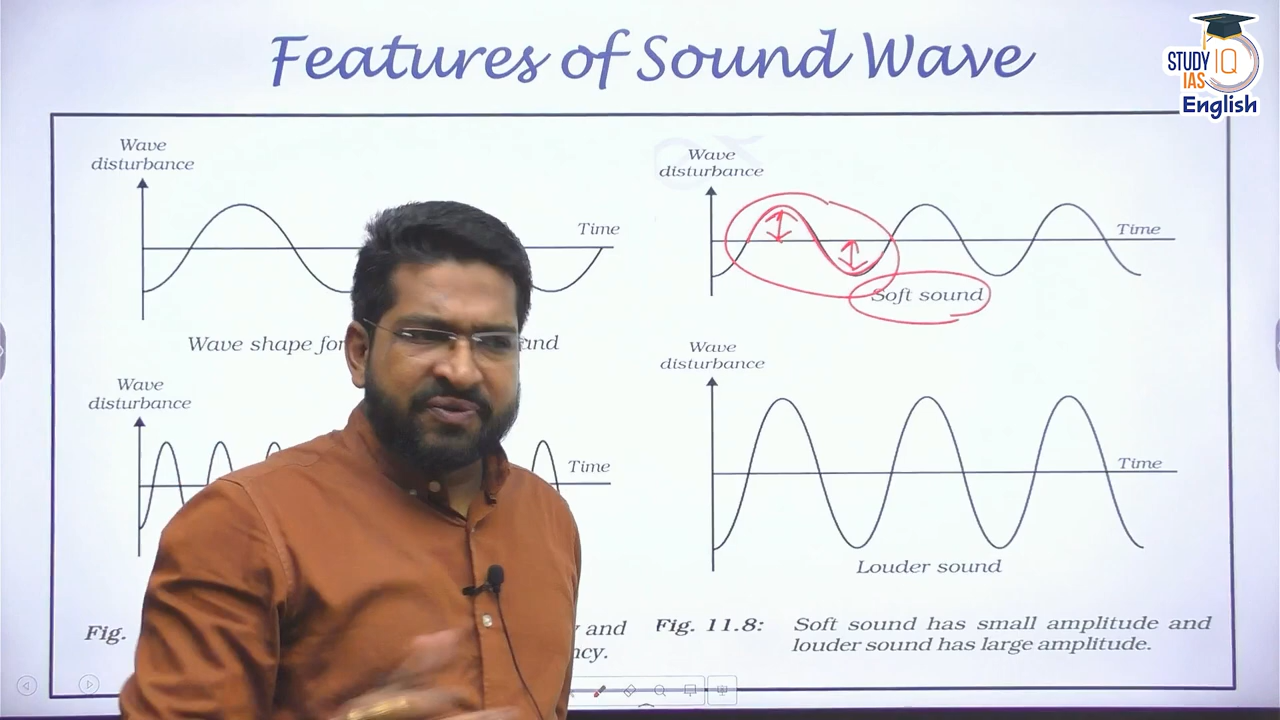 Features of Sound Wave
STUDY IQ
IAS
English
Wave
disturbance
Time
Wave shape for
Wave
disturbance
Time
Fig.
and
Wave
disturbance
Time
Soft sound
Wave
disturbance
Time
Louder sound
Fig. 11.8: Soft sound has small amplitude and
louder sound has large amplitude.